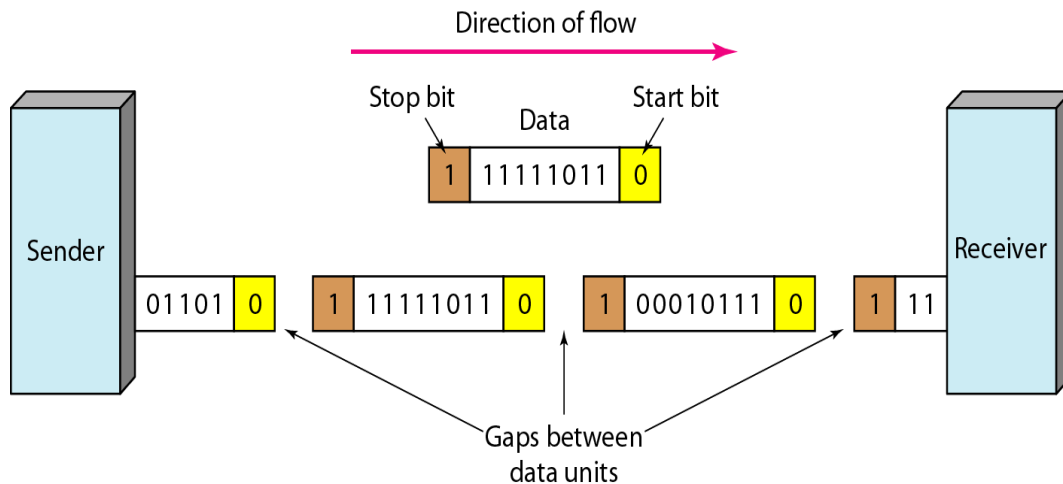 Direction of flow
Stop bit
Data
Start bit
1 11111011 0
Sender
Receiver
01101 0
1 11111011 0
1 00010111 0
1 11
Gaps between
data units